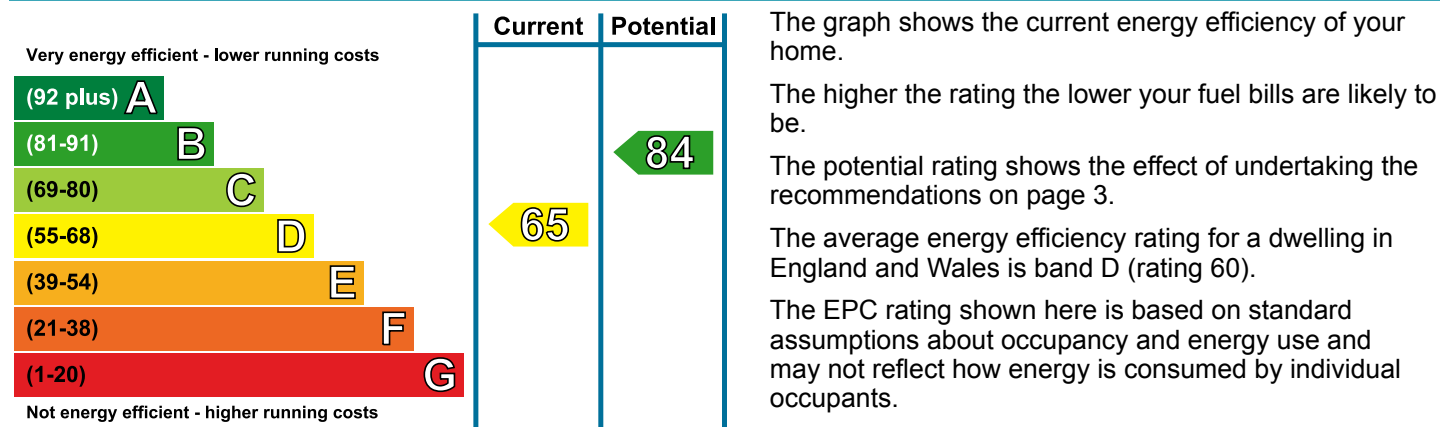 Current Potential
Very energy efficient - lower running costs
(92 plus) A
(81-91) B
84
(69-80) C
(55-68) D
65
(39-54) E
(21-38) F
(1-20) G
Not energy efficient - higher running costs
The graph shows the current energy efficiency of your
home.
The higher the rating the lower your fuel bills are likely to
be.
The potential rating shows the effect of undertaking the
recommendations on page 3.
The average energy efficiency rating for a dwelling in
England and Wales is band D (rating 60).
The EPC rating shown here is based on standard
assumptions about occupancy and energy use and
may not reflect how energy is consumed by individual
occupants.